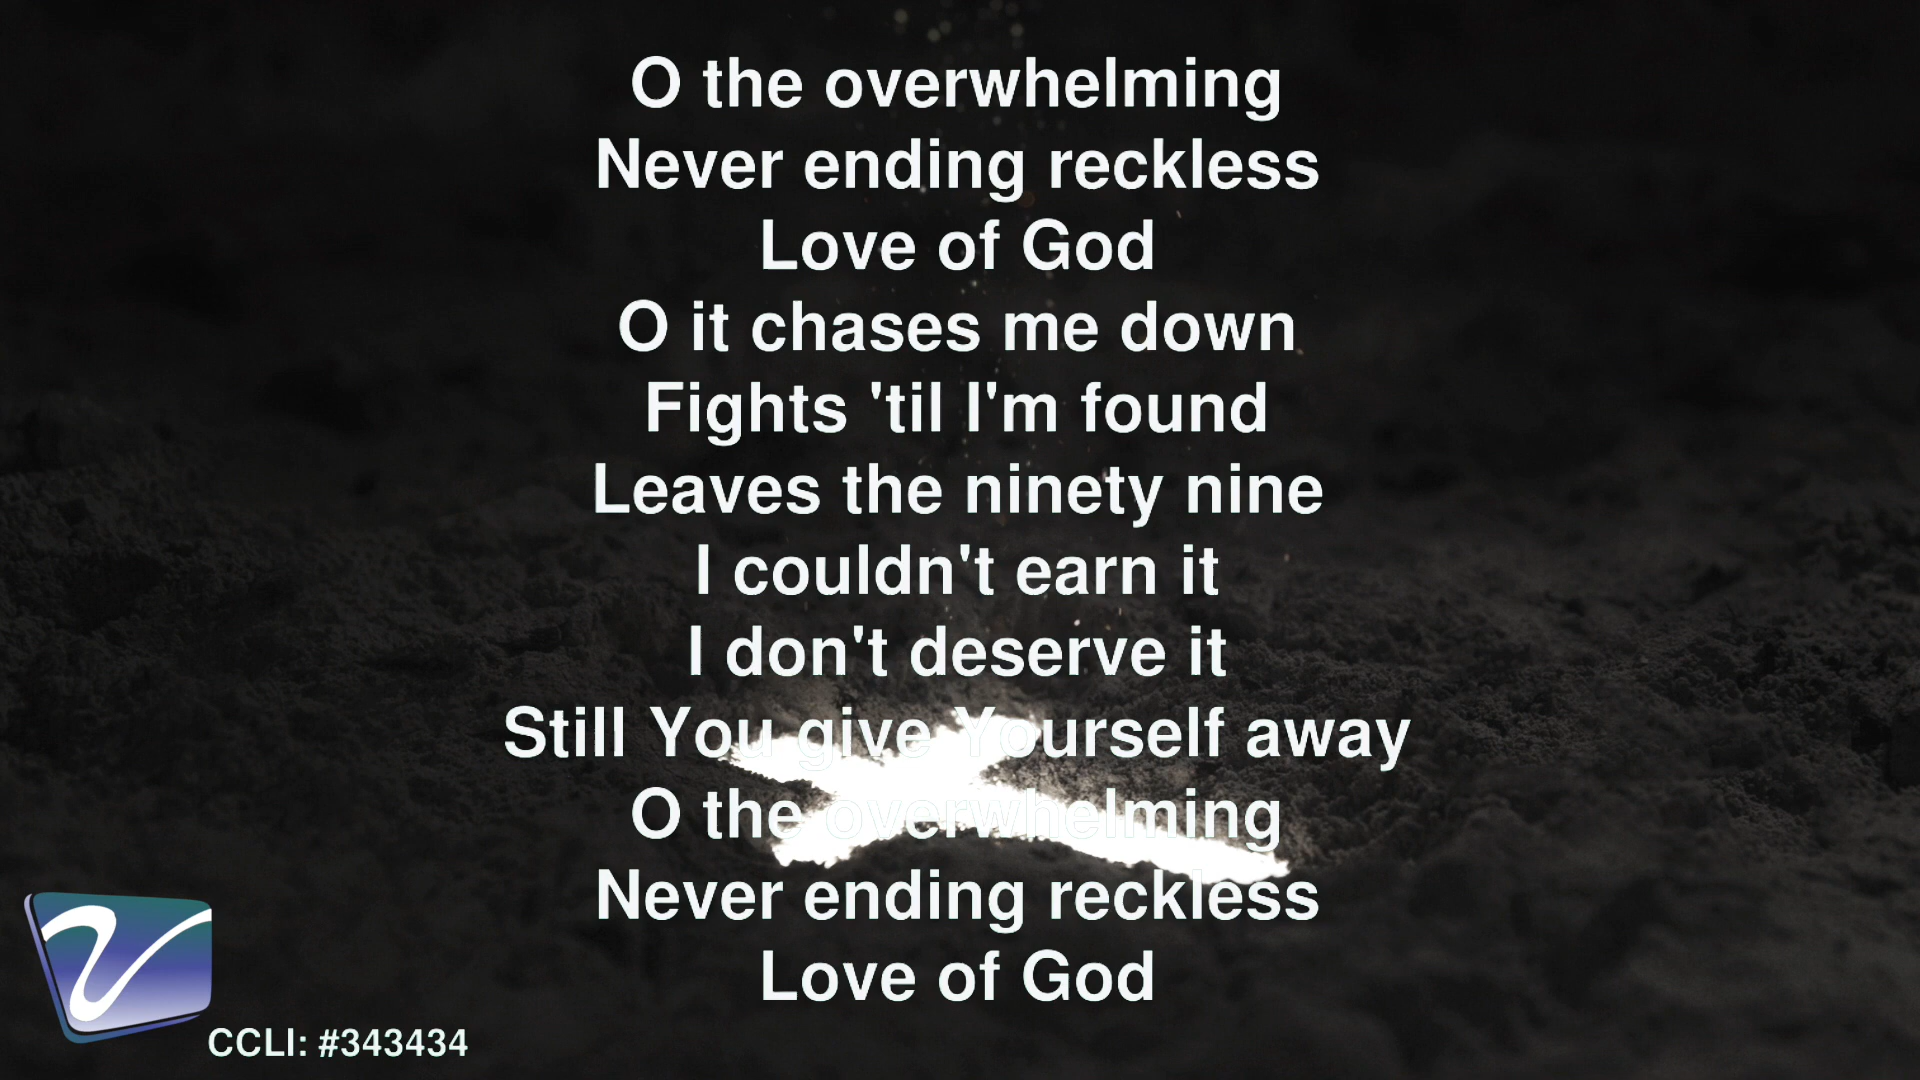 O the overwhelming
Never ending reckless
Love of God
O it chases me down
Fights 'til I'm found
Leaves the ninety nine
I couldn't earn it
I don't deserve it
Still You give Yourself away
O the overwhelming
Never ending reckless
Love of God
CCLI: #343434